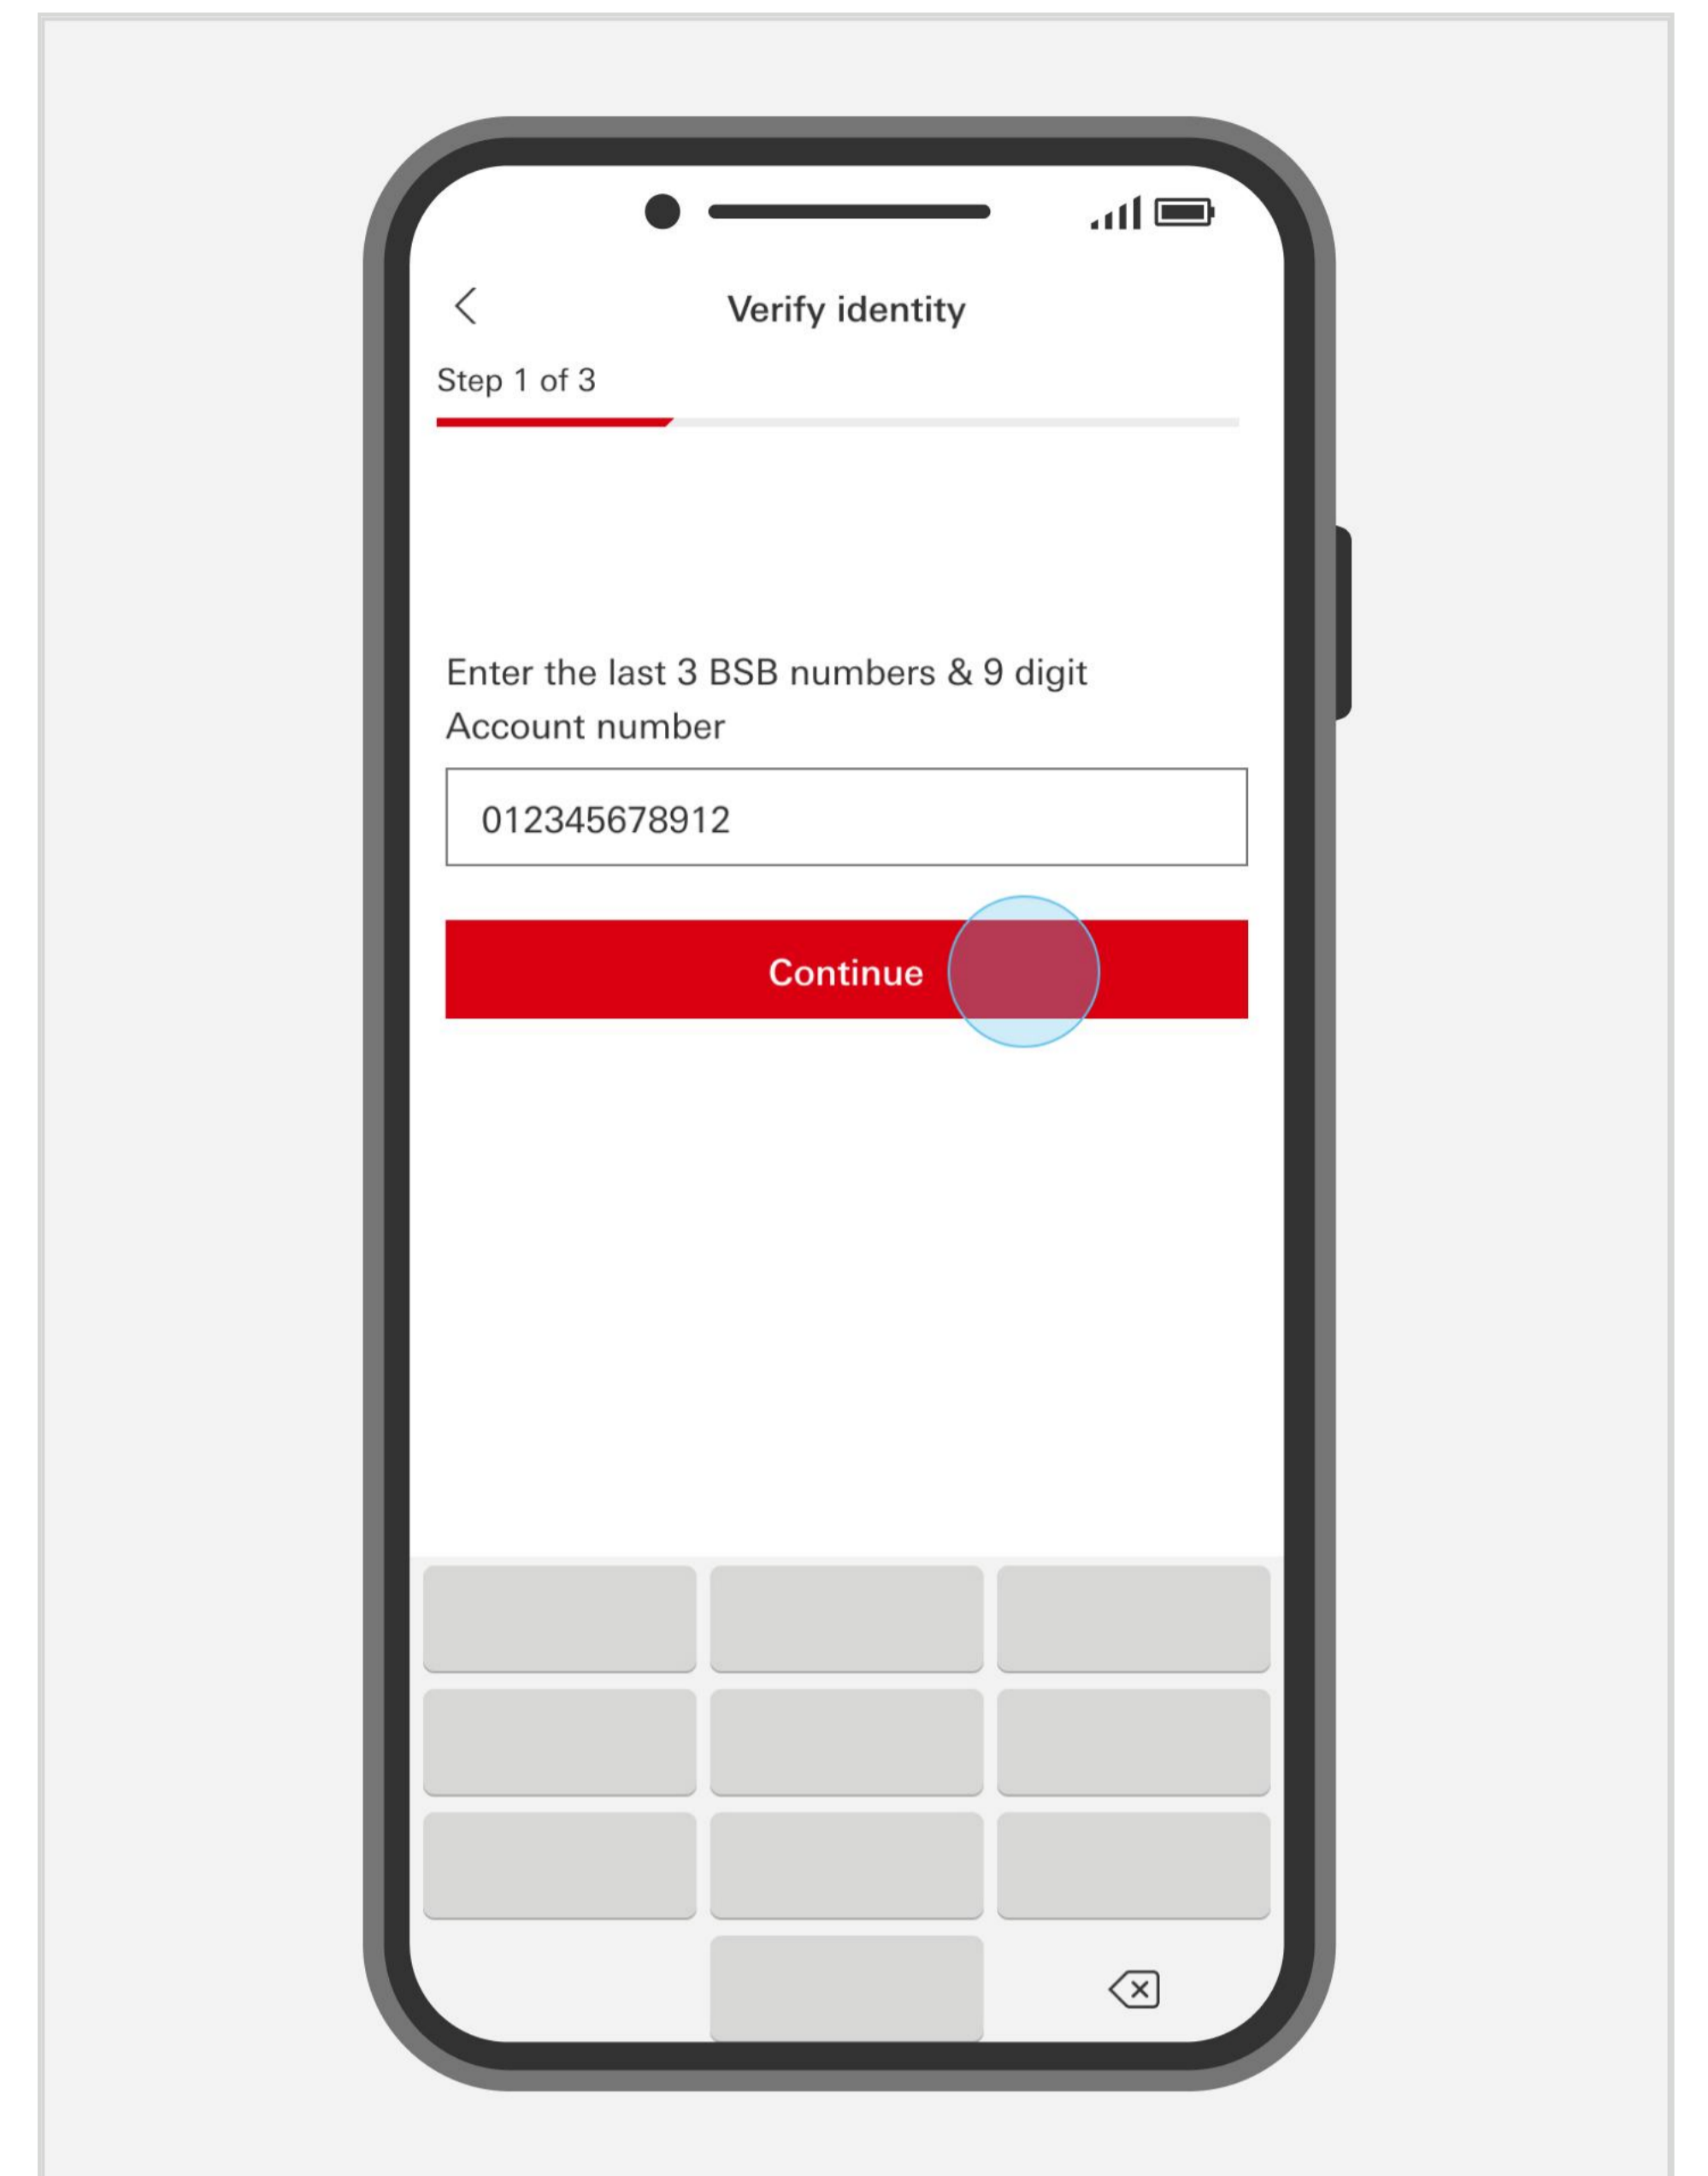 Verify identity
Step 1 of 3
Enter the last 3 BSB numbers & 9 digit
Account number
012345678912
Continue